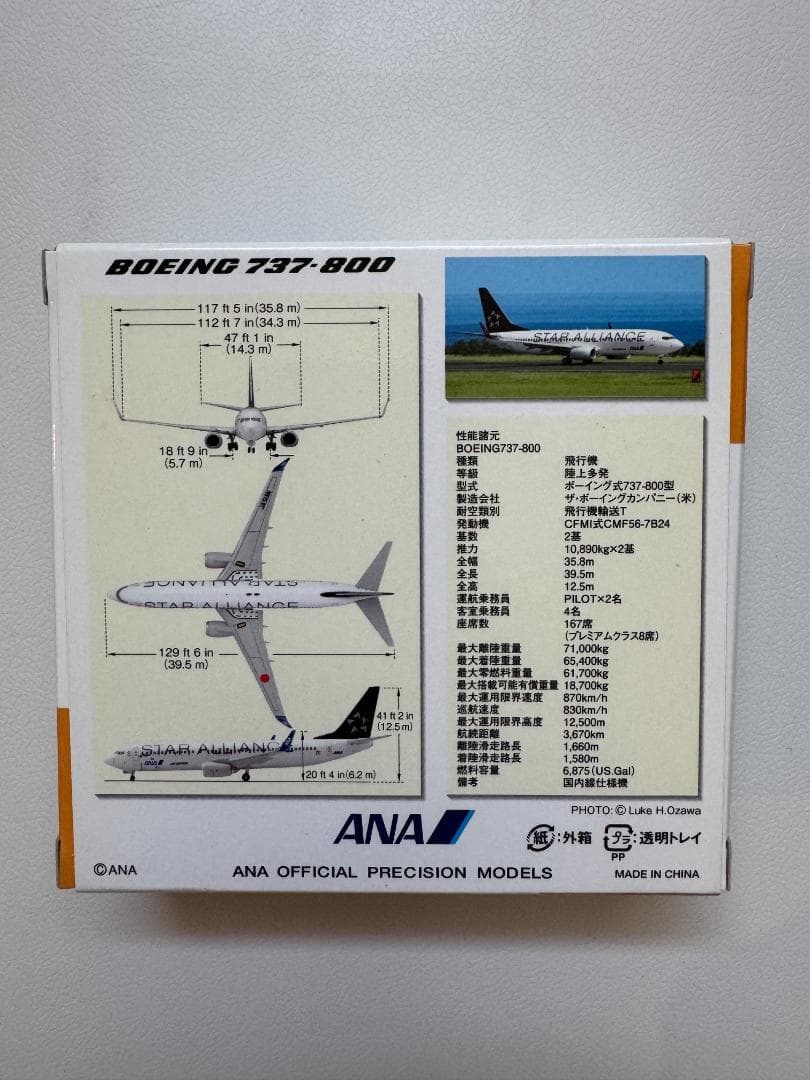 BOEING 737-800
117 ft 5 in (35.8 m)
112 ft 7 in (34.3 m)
47 ft 1 in
(14.3 m)
18 ft 9 in
(5.7 m)
STAR ALLIANCE
STAR ALLIANCE
129 ft 6 in
(39.5 m)
41 ft 2 in
(12.5 m)
STAR ALLIANCE
ANA
20 ft 4 in (6.2 m)
STAR ALLIANCE
ANA
性能諸元
BOEING737-800
種類 飛行機
等級 陸上多発
型式 ボーイング式737-800型
製造会社 ザ・ボーイングカンパニー(米)
耐空類別 飛行機輸送T
発動機 CFMI式CMF56-7B24
基数 2基
推力 10,890kg×2基
全幅 35.8m
全長 39.5m
全高 12.5m
運航乗務員 PILOT×2名
客室乗務員 4名
座席数 167席
(プレミアムクラス8席)
最大離陸重量 71,000kg
最大着陸重量 65,400kg
最大零燃料重量 61,700kg
最大搭載可能有償重量 18,700kg
最大運用限界速度 870km/h
巡航速度 830km/h
最大運用限界高度 12,500m
航続距離 3,670km
離陸滑走路長 1,660m
着陸滑走路長 1,580m
燃料容量 6,875(US.Gal)
備考 国内線仕様機
PHOTO: © Luke H.Ozawa
ANA
紙:外箱 プラ:透明トレイ
PP
©ANA
ANA OFFICIAL PRECISION MODELS
MADE IN CHINA